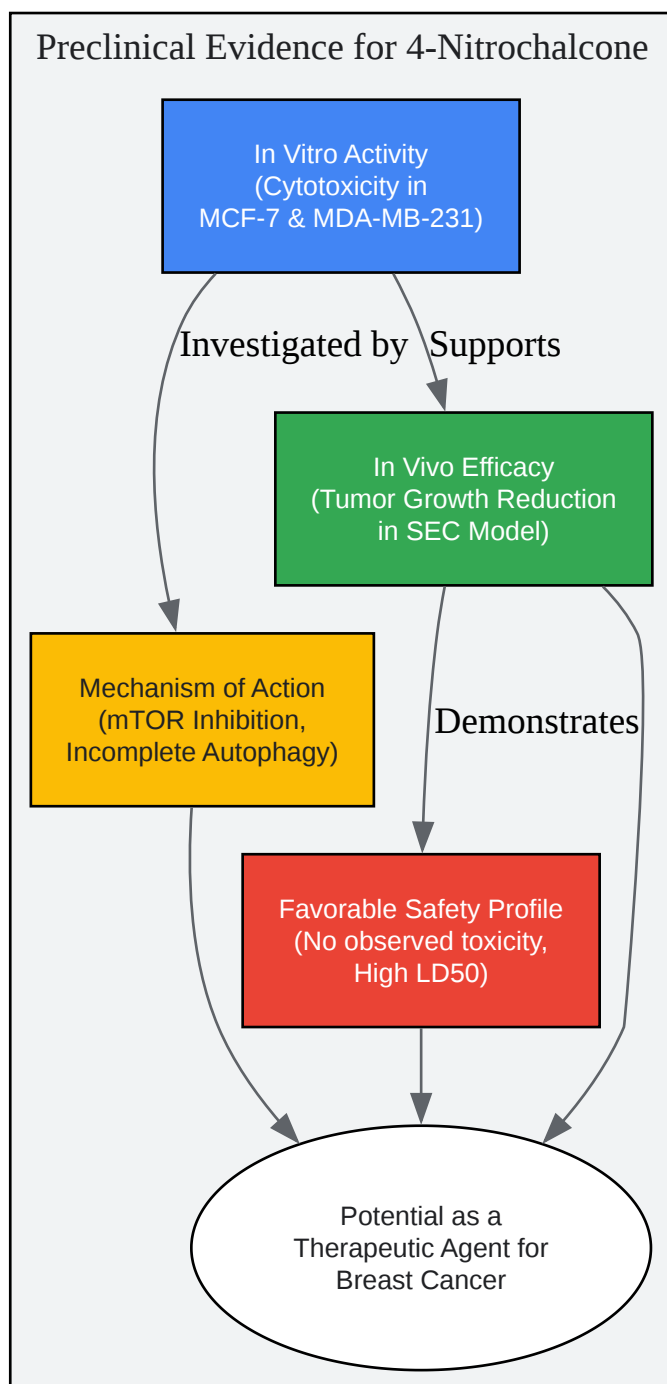 Preclinical Evidence for 4-Nitrochalcone
In Vitro Activity
(Cytotoxicity in
MCF-7 & MDA-MB-231)
Investigated by
Supports
In Vivo Efficacy
(Tumor Growth Reduction
in SEC Model)
Mechanism of Action
(mTOR Inhibition,
Incomplete Autophagy)
Demonstrates
Favorable Safety Profile
(No observed toxicity,
High LD50)
Potential as a
Therapeutic Agent for
Breast Cancer